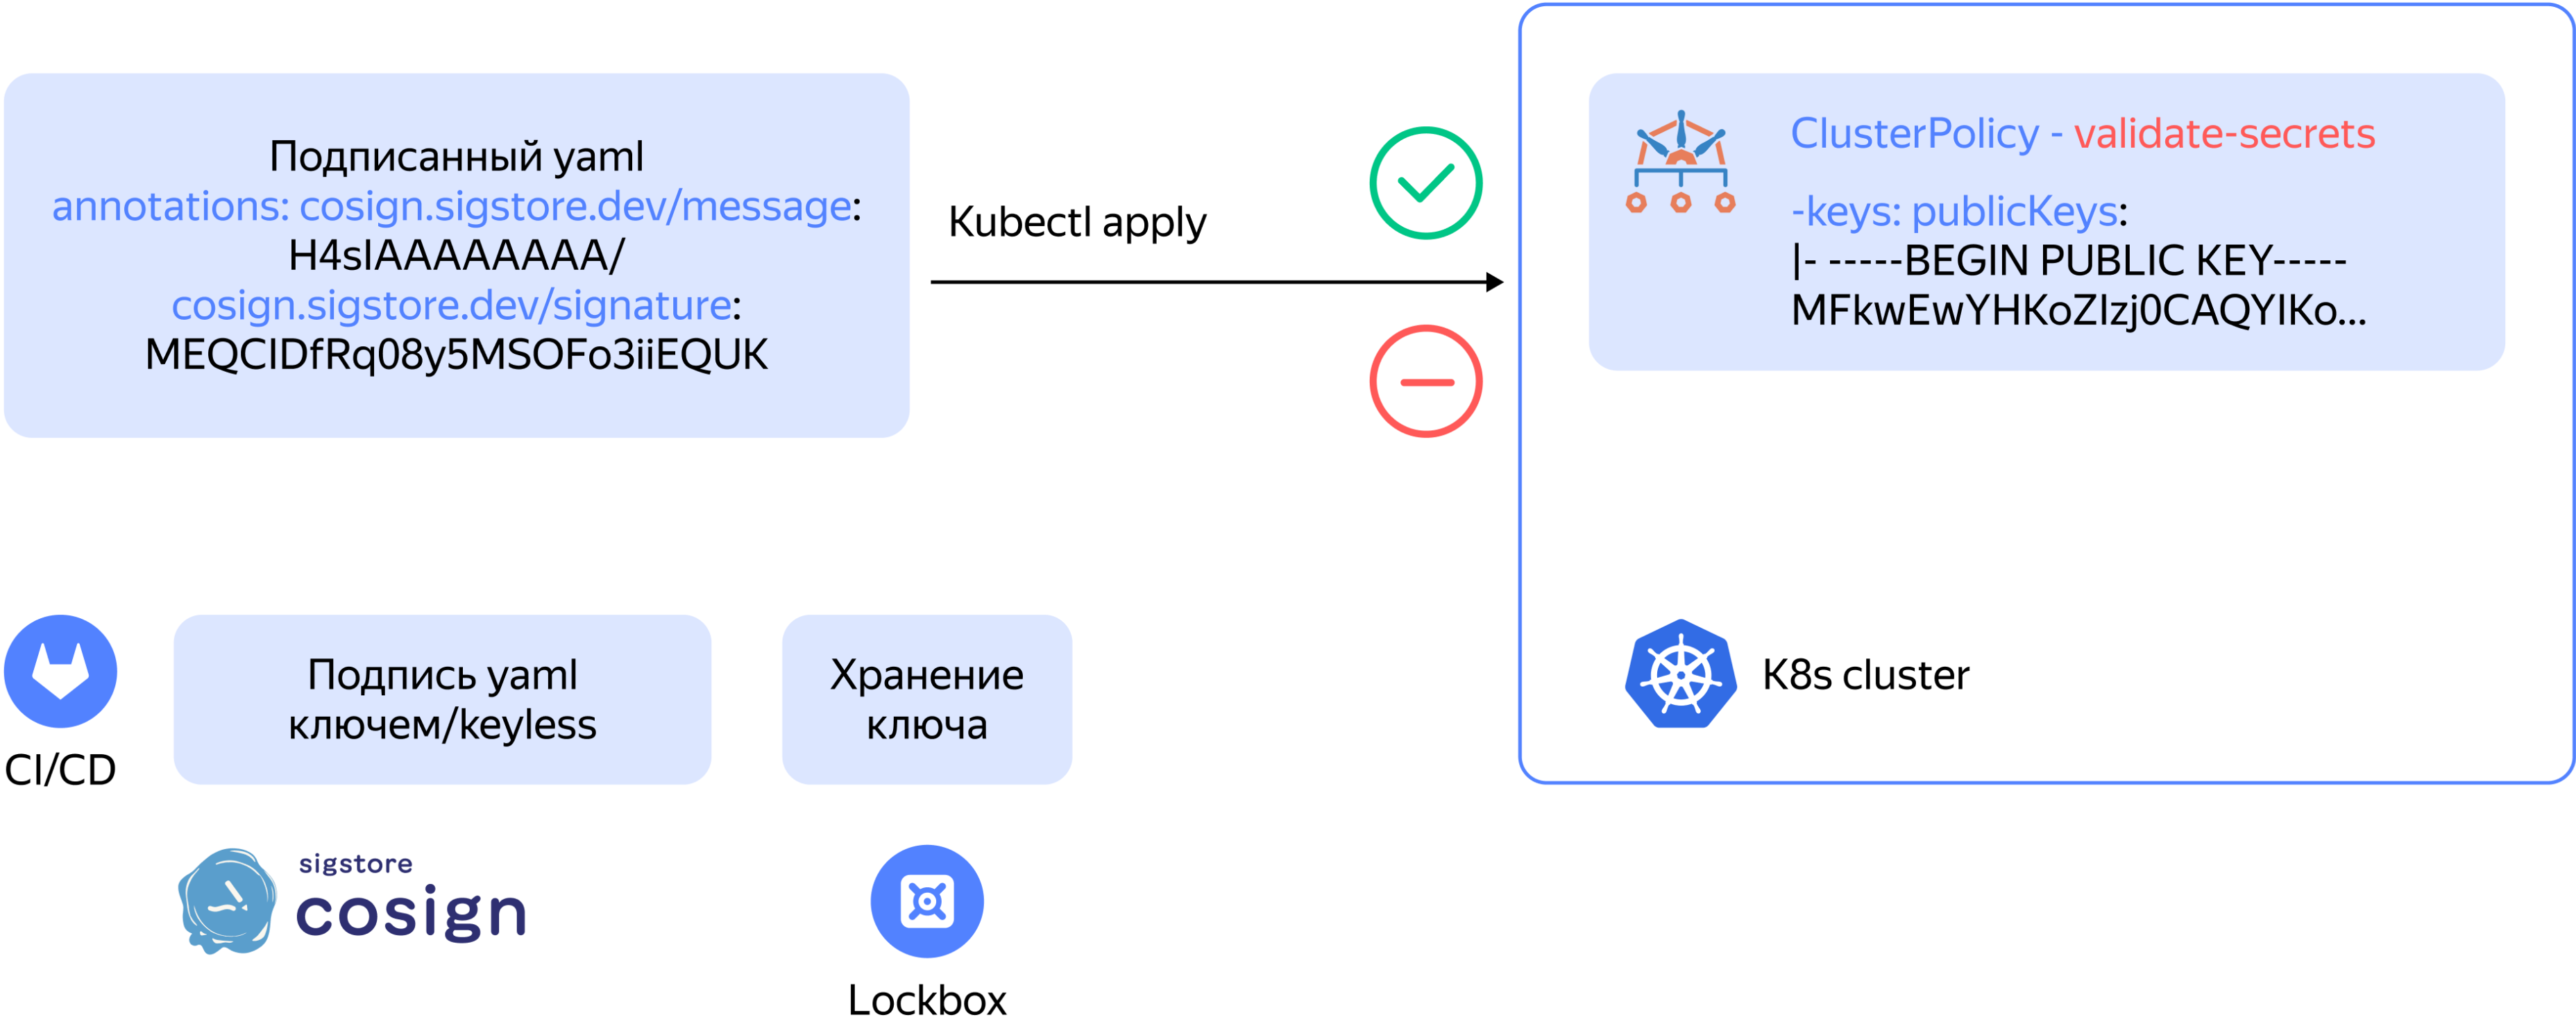 Подписанный yaml
annotations: cosign.sigstore.dev/message:
H4sIAAAAAAAA/
cosign.sigstore.dev/signature:
MEQCIDfRq08y5MSOFo3iiEQUK
Kubectl apply
ClusterPolicy - validate-secrets
-keys: publicKeys:
|- -----BEGIN PUBLIC KEY-----
MFkwEwYHKoZIzj0CAQYIKo...
CI/CD
Подпись yaml
ключем/keyless
Хранение
ключа
K8s cluster
sigstore
cosign
Lockbox